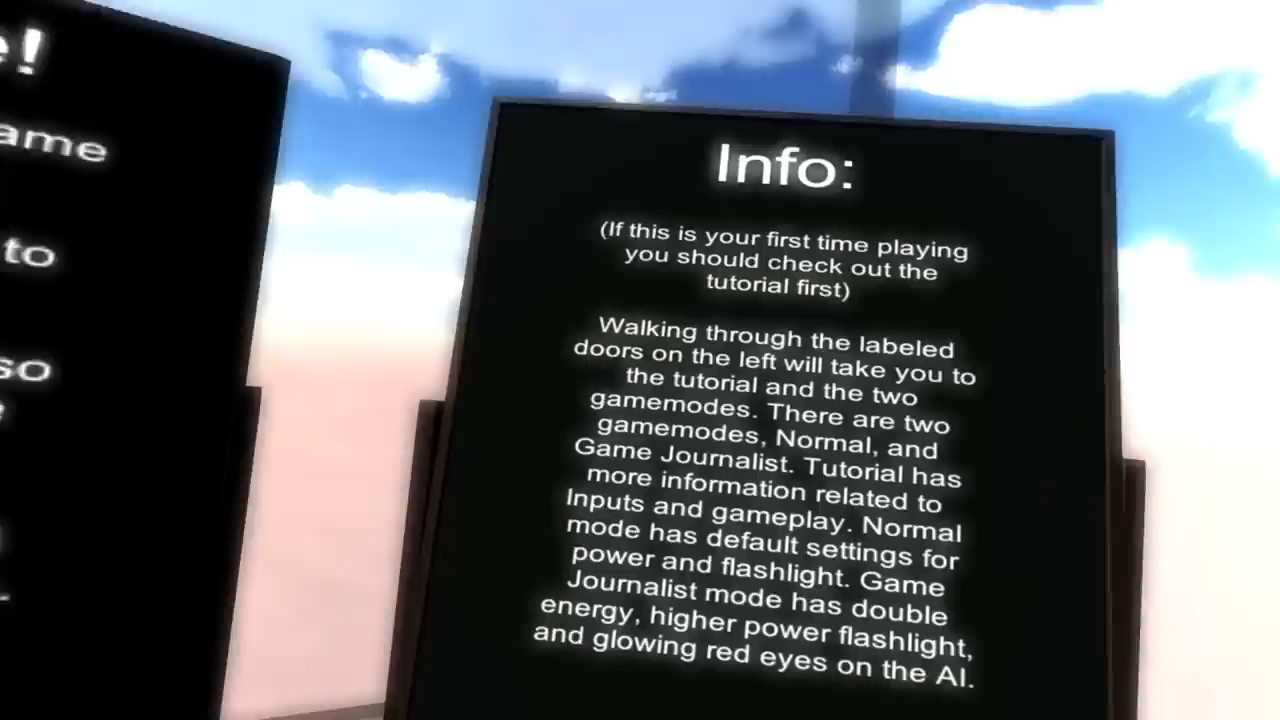 e!
ame
to
so
Info:
(If this is your first time playing
you should check out the
tutorial first)
Walking through the labeled
doors on the left will take you to
the tutorial and the two
gamemodes. There are two
gamemodes, Normal, and
Game Journalist. Tutorial has
more information related to
Inputs and gameplay. Normal
mode has default settings for
power and flashlight. Game
Journalist mode has double
energy, higher power flashlight,
and glowing red eyes on the AI.